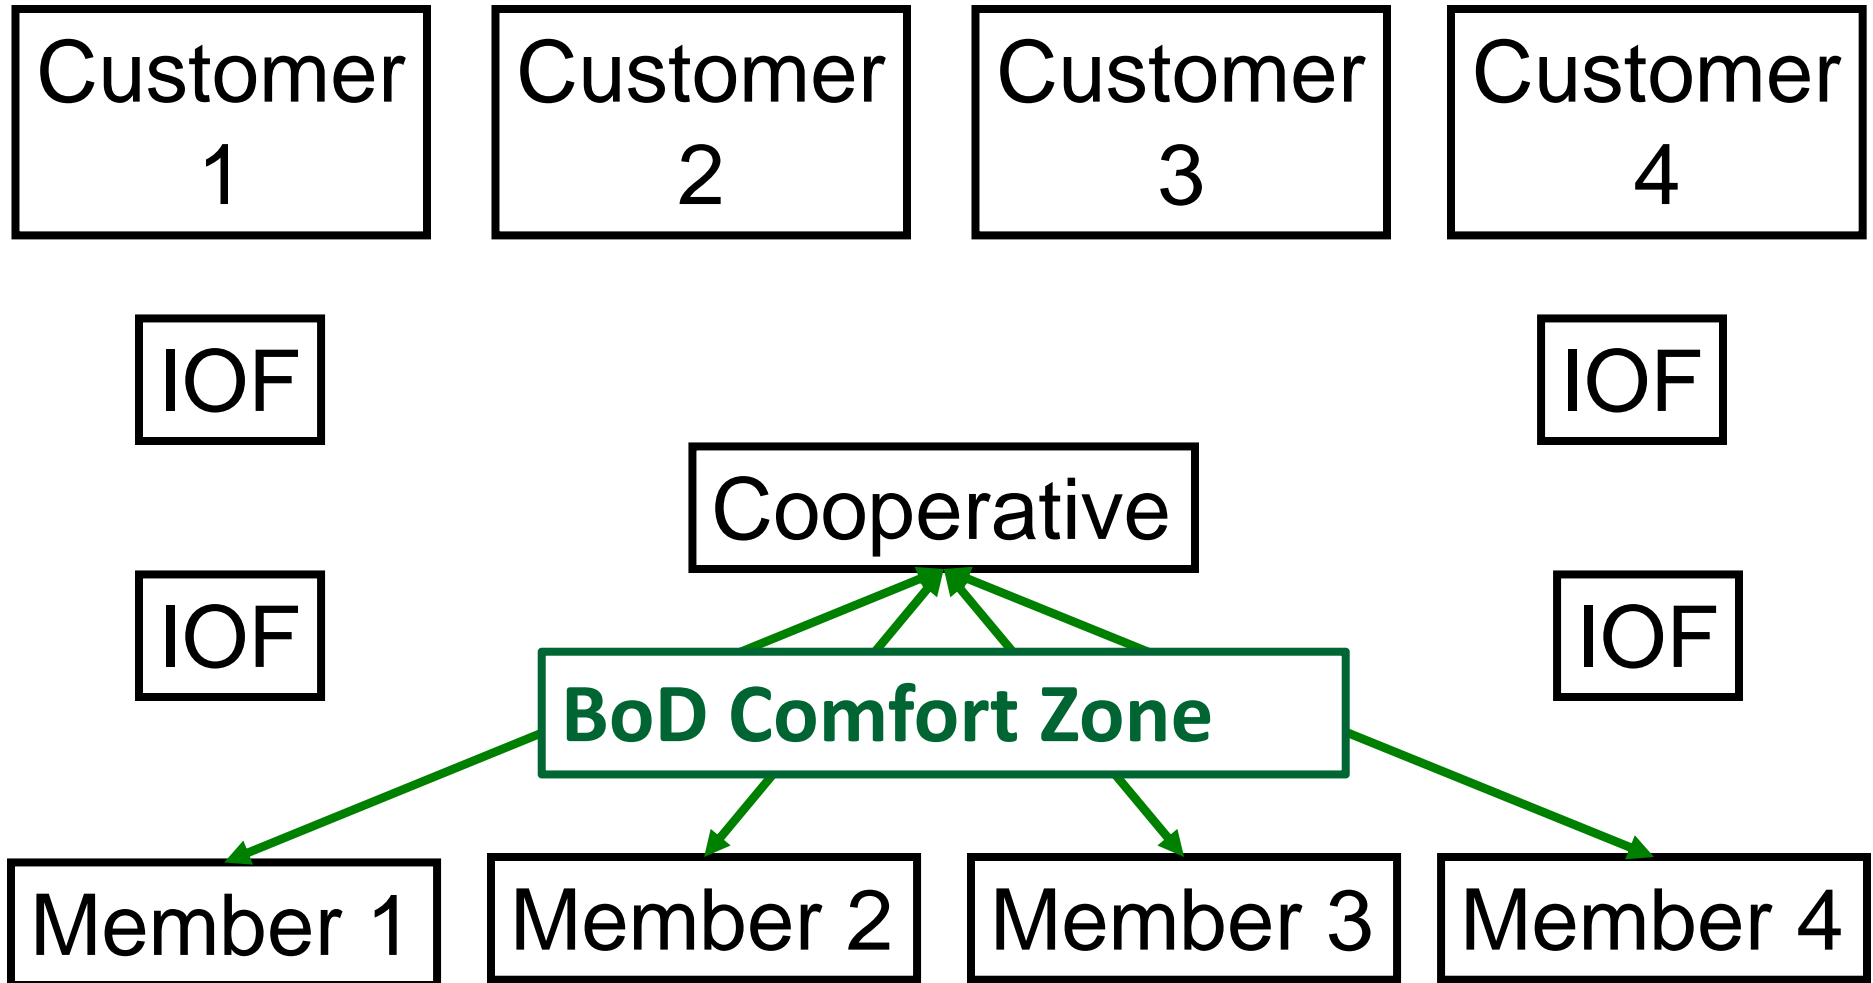 Customer
1
Customer
2
Customer
3
Customer
4
IOF
IOF
Cooperative
IOF
IOF
BoD Comfort Zone
Member 1
Member 2
Member 3
Member 4